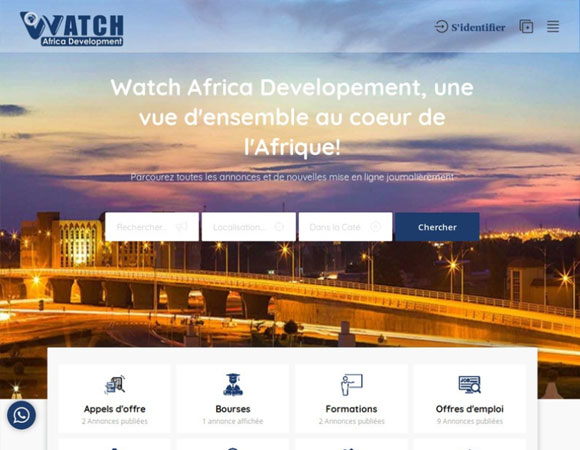 WATCH
Africa Development
S'identifier
Watch Africa Developement, une
vue d'ensemble au coeur de
l'Afrique!
Parcourez toutes les annonces et de nouvelles mise en ligne journalièrement
Rechercher...
Localisation...
Dans la Caté
Chercher
Appels d'offre
2 Annonces publiées
Bourses
1 annonce affichée
Formations
2 Annonces publiées
Offres d'emploi
9 Annonces publiées